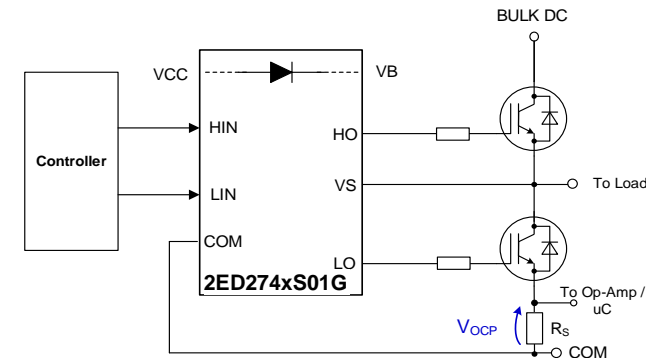 BULK DC
VCC
VB
Controller
HIN
HO
LIN
VS
To Load
COM
LO
2ED274xS01G
To Op-Amp /
uC
VOCP
RS
COM